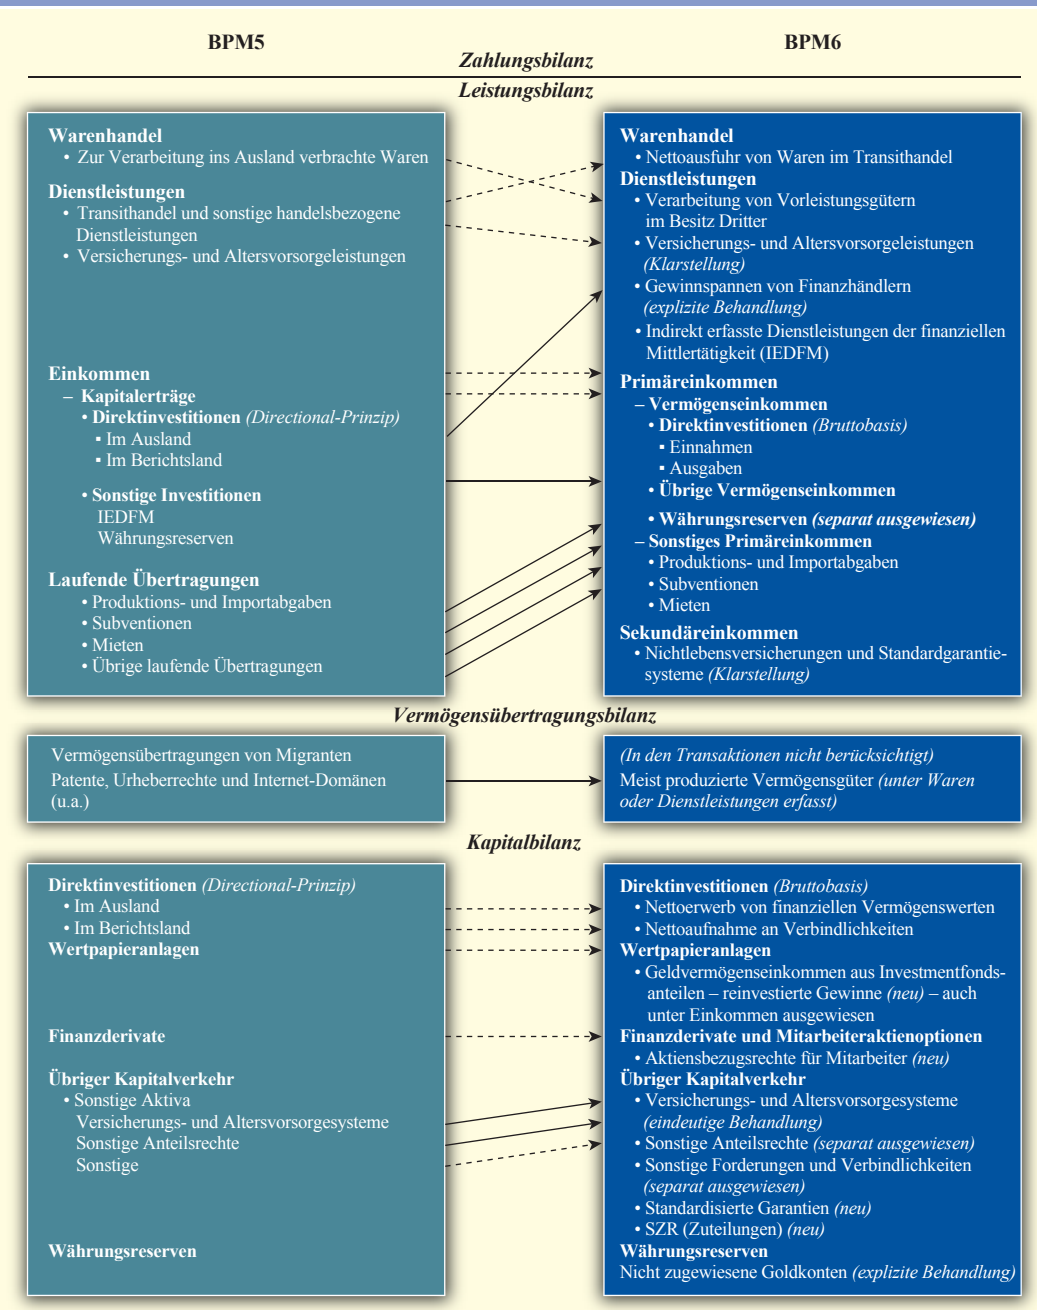 BPM5
BPM6
Zahlungsbilanz
Leistungsbilanz
Warenhandel
• Zur Verarbeitung ins Ausland verbrachte Waren
Dienstleistungen
• Transithandel und sonstige handelsbezogene
Dienstleistungen
• Versicherungs- und Altersvorsorgeleistungen
Einkommen
– Kapitalerträge
• Direktinvestitionen (Directional-Prinzip)
▪ Im Ausland
▪ Im Berichtsland
• Sonstige Investitionen
IEDFM
Währungsreserven
Laufende Übertragungen
• Produktions- und Importabgaben
• Subventionen
• Mieten
• Übrige laufende Übertragungen
Warenhandel
• Nettoausfuhr von Waren im Transithandel
Dienstleistungen
• Verarbeitung von Vorleistungsgütern
im Besitz Dritter
• Versicherungs- und Altersvorsorgeleistungen
(Klarstellung)
• Gewinnspannen von Finanzhändlern
(explizite Behandlung)
• Indirekt erfasste Dienstleistungen der finanziellen
Mittlertätigkeit (IEDFM)
Primäreinkommen
– Vermögenseinkommen
• Direktinvestitionen (Bruttobasis)
▪ Einnahmen
▪ Ausgaben
• Übrige Vermögenseinkommen
• Währungsreserven (separat ausgewiesen)
– Sonstiges Primäreinkommen
• Produktions- und Importabgaben
• Subventionen
• Mieten
Sekundäreinkommen
• Nichtlebensversicherungen und Standardgarantie-
systeme (Klarstellung)
Vermögensübertragungsbilanz
Vermögensübertragungen von Migranten
Patente, Urheberrechte und Internet-Domänen
(u.a.)
(In den Transaktionen nicht berücksichtigt)
Meist produzierte Vermögensgüter (unter Waren
oder Dienstleistungen erfasst)
Kapitalbilanz
Direktinvestitionen (Directional-Prinzip)
• Im Ausland
• Im Berichtsland
Wertpapieranlagen
Finanzderivate
Übriger Kapitalverkehr
• Sonstige Aktiva
Versicherungs- und Altersvorsorgesysteme
Sonstige Anteilsrechte
Sonstige
Währungsreserven
Direktinvestitionen (Bruttobasis)
• Nettoerwerb von finanziellen Vermögenswerten
• Nettoaufnahme an Verbindlichkeiten
Wertpapieranlagen
• Geldvermögenseinkommen aus Investmentfonds-
anteilen – reinvestierte Gewinne (neu) – auch
unter Einkommen ausgewiesen
Finanzderivate und Mitarbeiteraktienoptionen
• Aktiensbezugsrechte für Mitarbeiter (neu)
Übriger Kapitalverkehr
• Versicherungs- und Altersvorsorgesysteme
(eindeutige Behandlung)
• Sonstige Anteilsrechte (separat ausgewiesen)
• Sonstige Forderungen und Verbindlichkeiten
(separat ausgewiesen)
• Standardisierte Garantien (neu)
• SZR (Zuteilungen) (neu)
Währungsreserven
Nicht zugewiesene Goldkonten (explizite Behandlung)